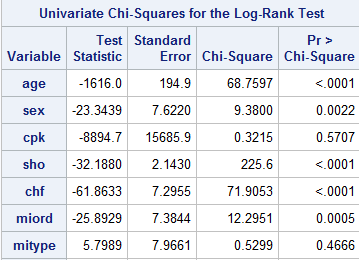 Univariate Chi-Squares for the Log-Rank Test
Variable Test Statistic Standard Error Chi-Square Pr > Chi-Square
age -1616.0 194.9 68.7597 <.0001
sex -23.3439 7.6220 9.3800 0.0022
cpk -8894.7 15685.9 0.3215 0.5707
sho -32.1880 2.1430 225.6 <.0001
chf -61.8633 7.2955 71.9053 <.0001
miord -25.8929 7.3844 12.2951 0.0005
mitype 5.7989 7.9661 0.5299 0.4666